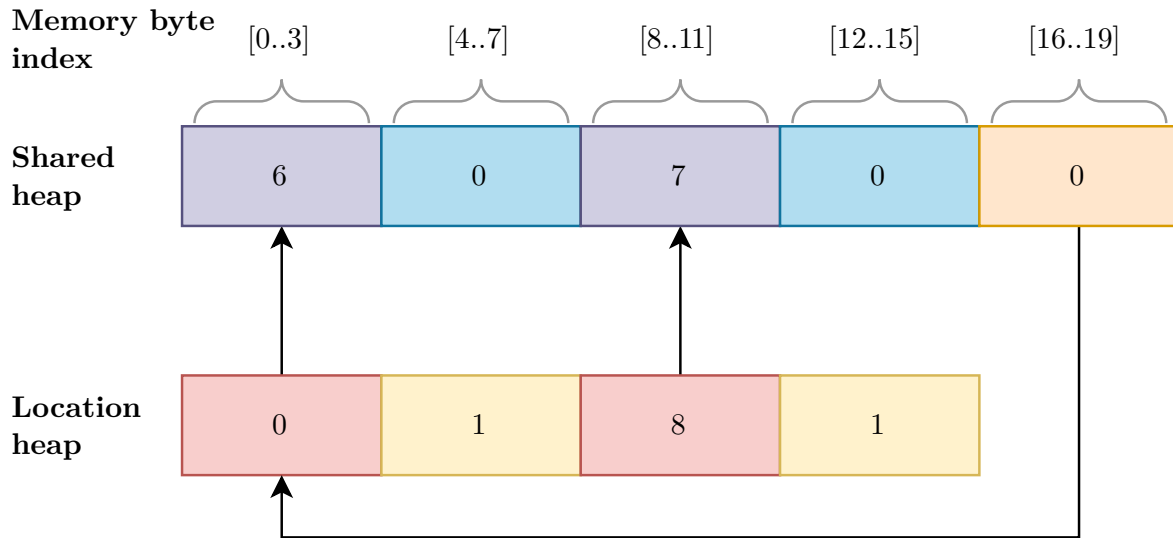 Memory byte
index
[0..3] [4..7] [8..11] [12..15] [16..19]
Shared
heap
6 0 7 0 0
Location
heap
0 1 8 1